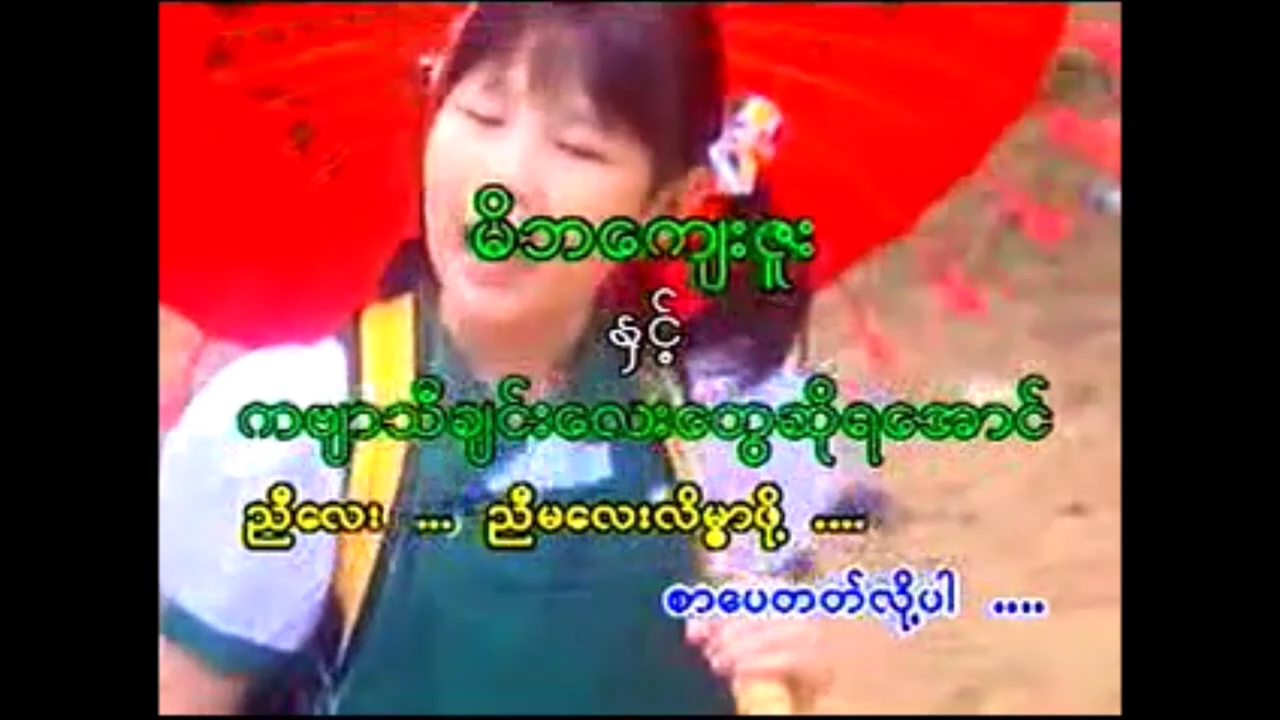 မိဘကျေးဇူး
နှင့်
ကဗျာသီချင်းလေးတွေဆိုရအောင်
ညီလေး ... ညီမလေးလိမ္မာဖို့ ....
စာပေတတ်လို့ပါ ....